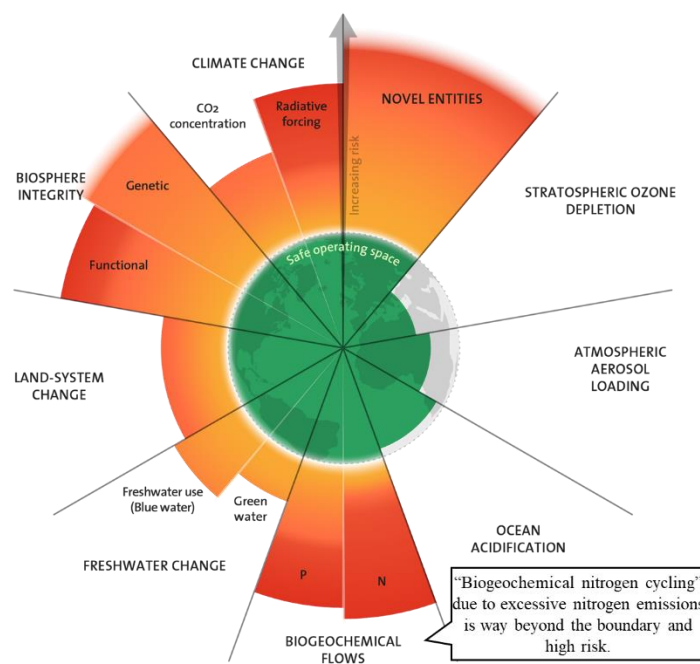 CLIMATE CHANGE
CO2
concentration
Radiative
forcing
NOVEL ENTITIES
Increasing risk
BIOSPHERE
INTEGRITY
Genetic
Functional
STRATOSPHERIC OZONE
DEPLETION
Safe operating space
ATMOSPHERIC
AEROSOL
LOADING
LAND-SYSTEM
CHANGE
Freshwater use
(Blue water)
Green
water
FRESHWATER CHANGE
P
N
BIOGEOCHEMICAL
FLOWS
OCEAN
ACIDIFICATION
“Biogeochemical nitrogen cycling”
due to excessive nitrogen emissions
is way beyond the boundary and
high risk.